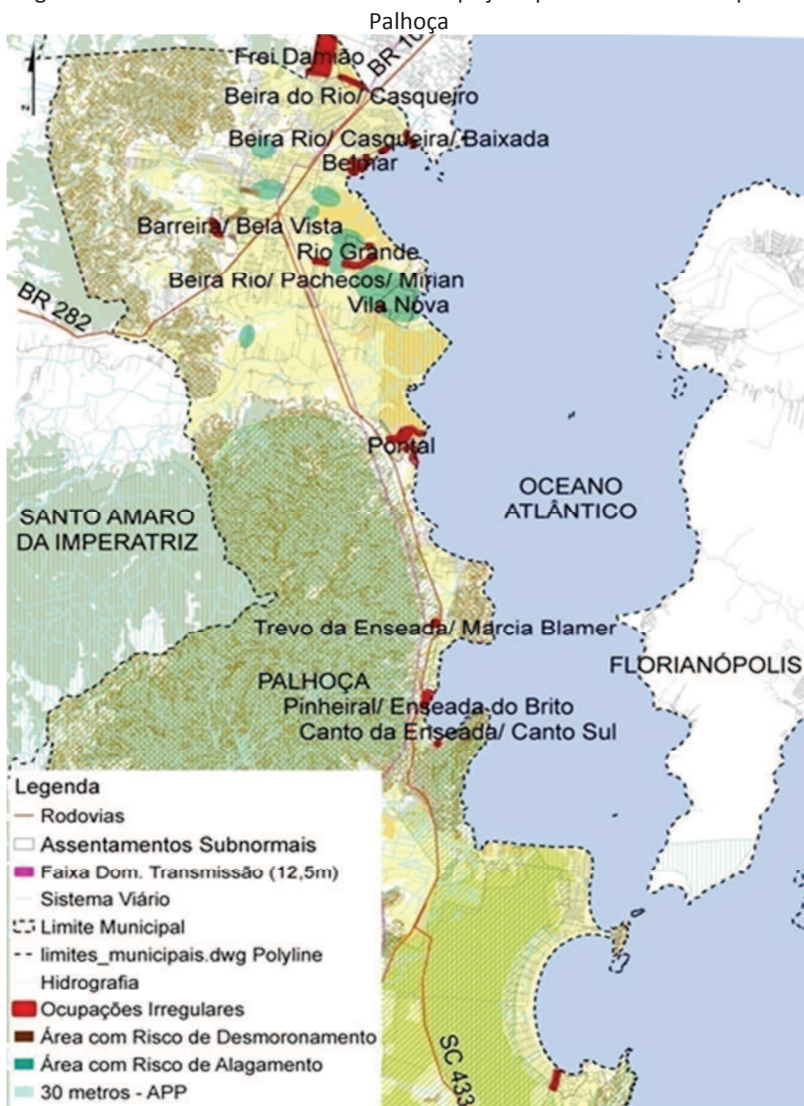 Palhoça
Frei Damião
BR 10
Beira do Rio/ Casqueiro
Beira Rio/ Casqueira/ Baixada
Belmar
Barreira/ Bela Vista
Rio Grande
Beira Rio/ Pachecos/ Mirian
Vila Nova
BR 282
Pontal
OCEANO
ATLÂNTICO
SANTO AMARO
DA IMPERATRIZ
Trevo da Enseada/ Márcia Blamer
FLORIANÓPOLIS
PALHOÇA
Pinheiral/ Enseada do Brito
Canto da Enseada/ Canto Sul
Legenda
Rodovias
Assentamentos Subnormais
Faixa Dom. Transmissão (12,5m)
Sistema Viário
Limite Municipal
limites_municipais.dwg Polyline
Hidrografia
Ocupações Irregulares
Área com Risco de Desmoronamento
Área com Risco de Alagamento
30 metros - APP
SC 433